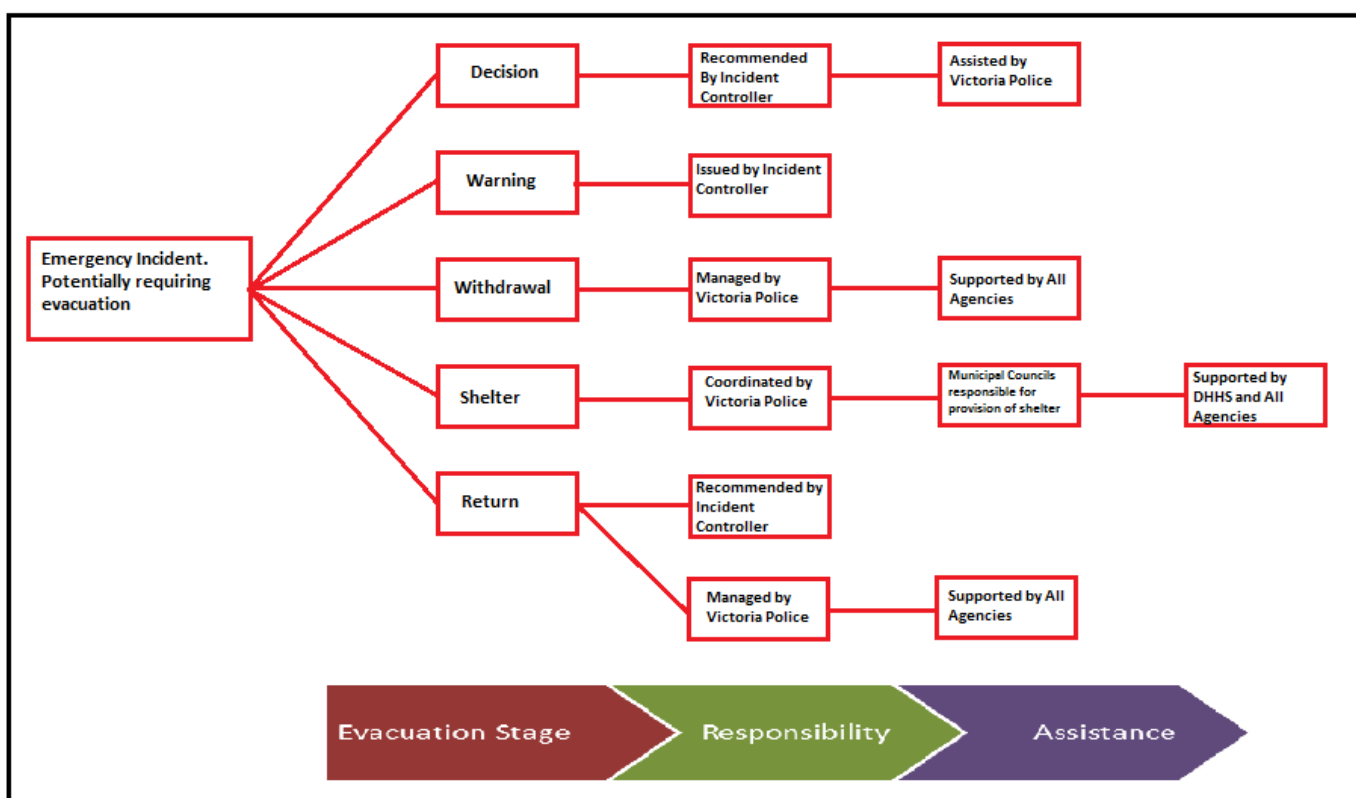 Decision
Recommended
By Incident
Controller
Assisted by
Victoria Police
Warning
Issued by Incident
Controller
Emergency Incident.
Potentially requiring
evacuation
Withdrawal
Managed by
Victoria Police
Supported by All
Agencies
Shelter
Coordinated by
Victoria Police
Municipal Councils
responsible for
provision of shelter
Supported by
DHHS and All
Agencies
Return
Recommended by
Incident
Controller
Managed by
Victoria Police
Supported by All
Agencies
Evacuation Stage
Responsibility
Assistance